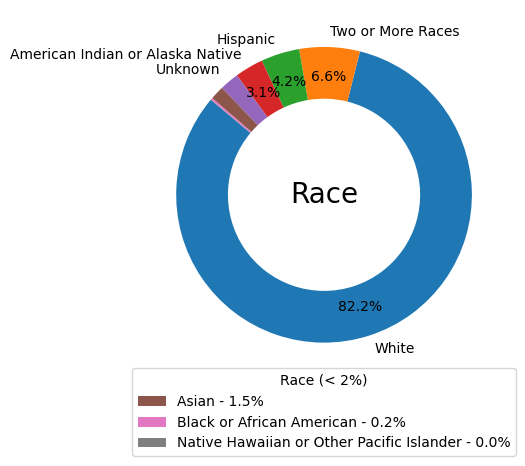 Two or More Races
Hispanic
American Indian or Alaska Native
Unknown
6.6%
4.2%
3.1%
Race
82.2%
White
Race (< 2%)
Asian - 1.5%
Black or African American - 0.2%
Native Hawaiian or Other Pacific Islander - 0.0%